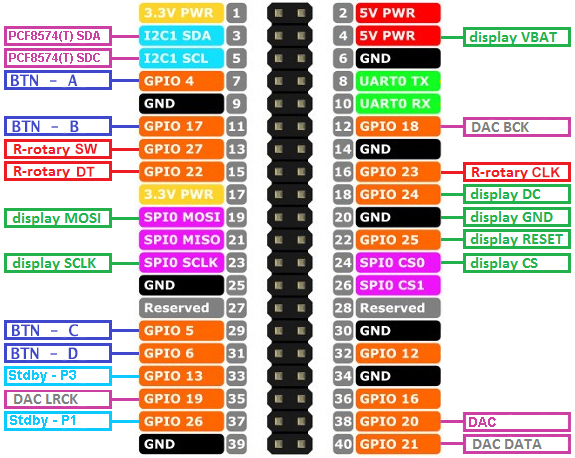 3.3V PWR 1 2 5V PWR
PCF8574(T) SDA I2C1 SDA 3 4 5V PWR display VBAT
PCF8574(T) SDC I2C1 SCL 5 6 GND
BTN - A GPIO 4 7 8 UART0 TX
GND 9 10 UART0 RX
BTN - B GPIO 17 11 12 GPIO 18 DAC BCK
R-rotary SW GPIO 27 13 14 GND
R-rotary DT GPIO 22 15 16 GPIO 23 R-rotary CLK
3.3V PWR 17 18 GPIO 24 display DC
display MOSI SPI0 MOSI 19 20 GND display GND
SPI0 MISO 21 22 GPIO 25 display RESET
display SCLK SPI0 SCLK 23 24 SPI0 CS0 display CS
GND 25 26 SPI0 CS1
Reserved 27 28 Reserved
BTN - C GPIO 5 29 30 GND
BTN - D GPIO 6 31 32 GPIO 12
Stdby - P3 GPIO 13 33 34 GND
DAC LRCK GPIO 19 35 36 GPIO 16
Stdby - P1 GPIO 26 37 38 GPIO 20 DAC
GND 39 40 GPIO 21 DAC DATA